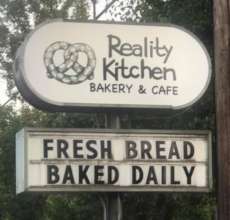 Reality
Kitchen
BAKERY & CAFE
FRESH BREAD
BAKED DAILY